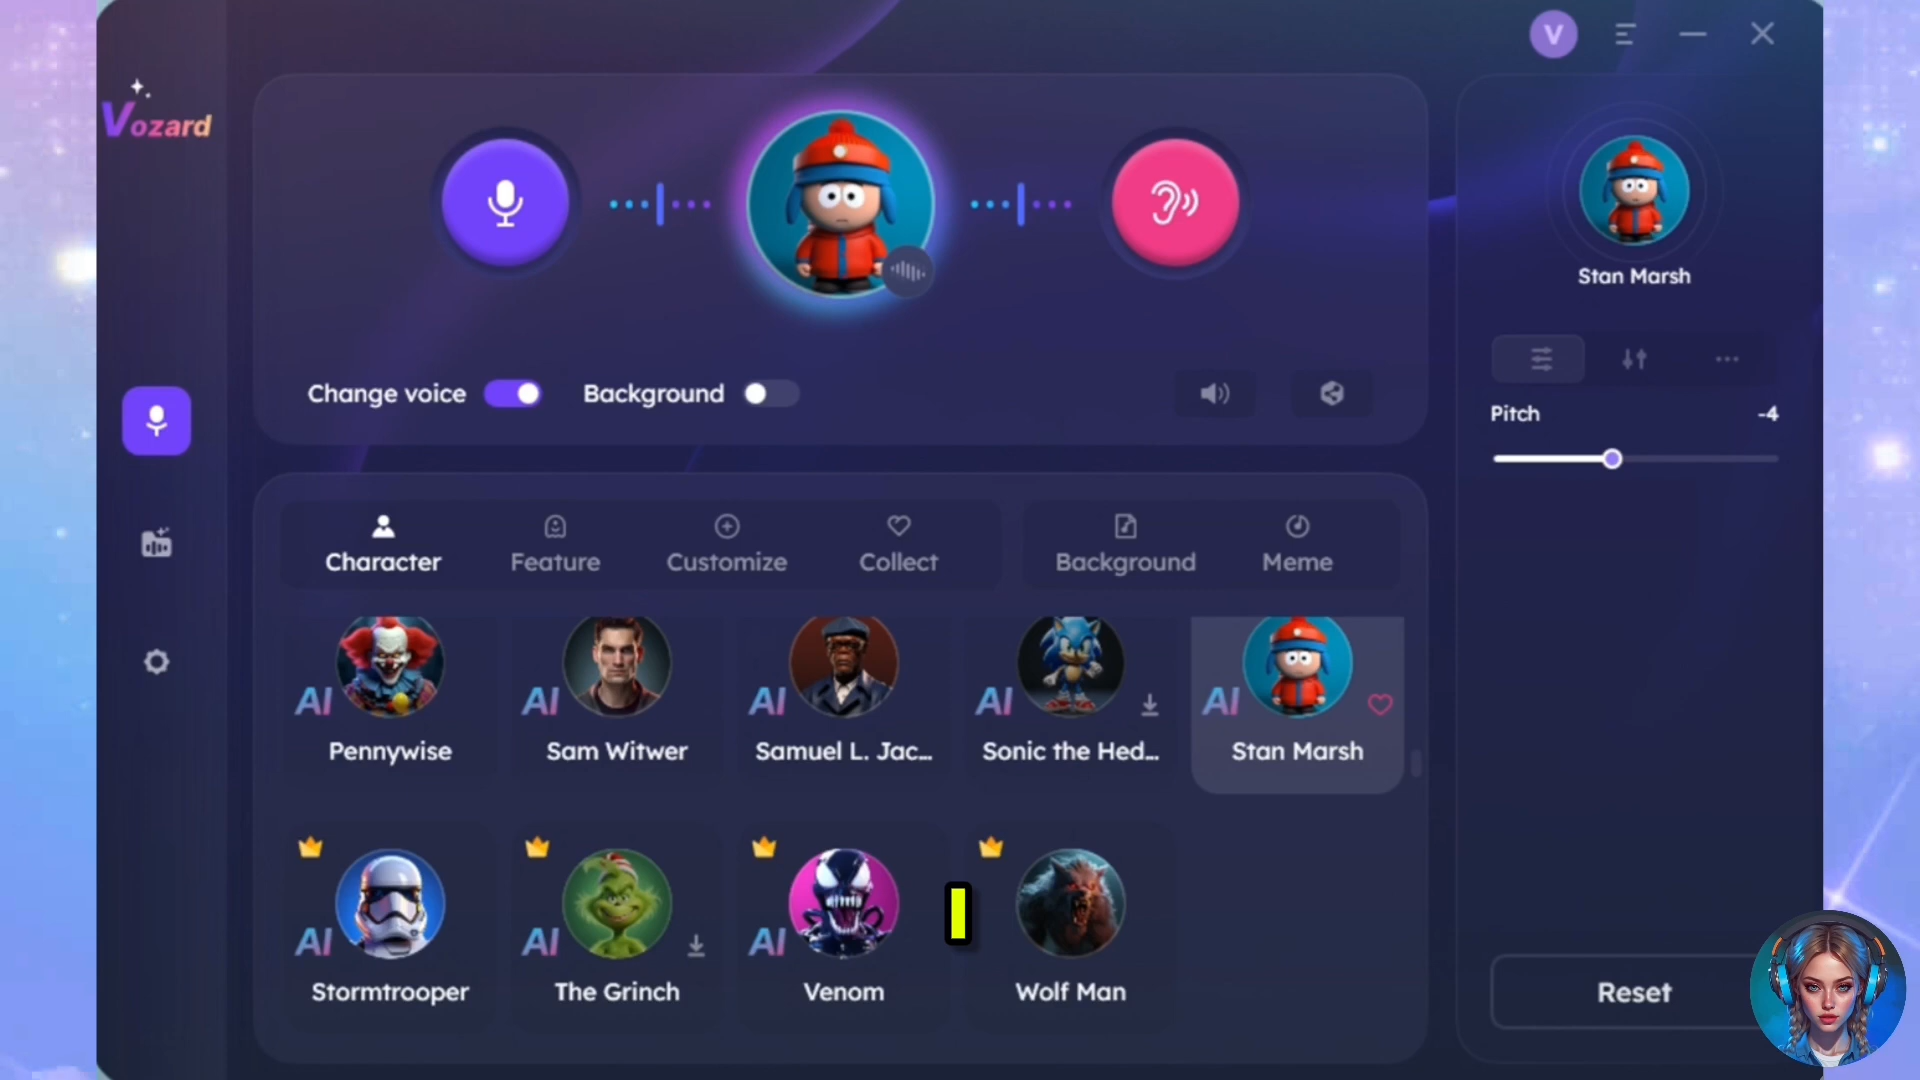 V
Vozard
Stan Marsh
Change voice
Background
Pitch
-4
Character
Feature
Customize
Collect
Background
Meme
AI
AI
AI
AI
AI
Pennywise
Sam Witwer
Samuel L. Jac...
Sonic the Hed...
Stan Marsh
AI
AI
AI
I
Stormtrooper
The Grinch
Venom
Wolf Man
Reset